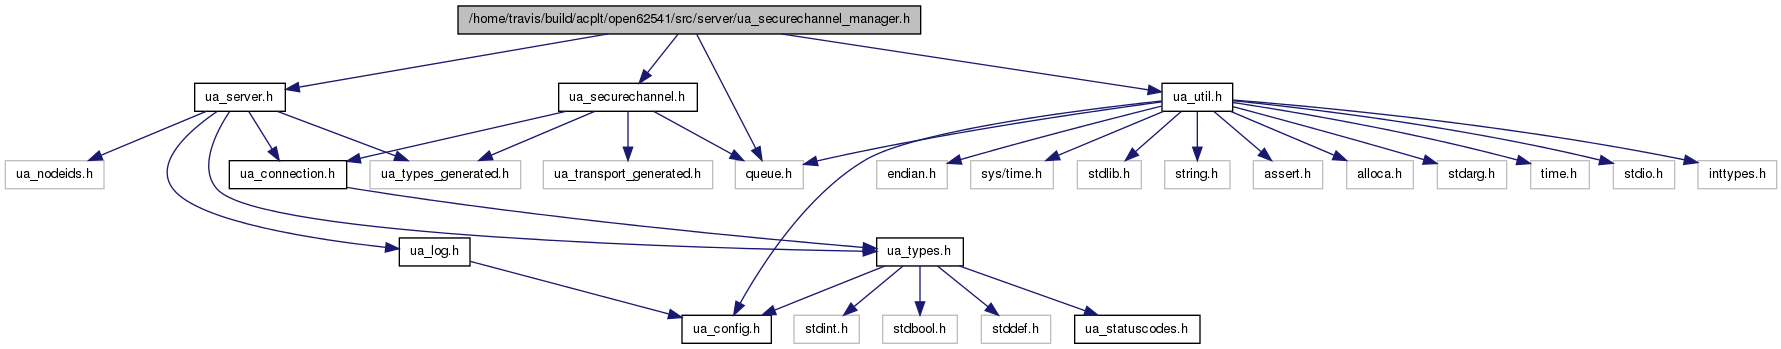 /home/travis/build/acplt/open62541/src/server/ua_securechannel_manager.h
ua_server.h
ua_securechannel.h
ua_util.h
ua_nodeids.h
ua_connection.h
ua_types_generated.h
ua_transport_generated.h
queue.h
endian.h
sys/time.h
stdlib.h
string.h
assert.h
alloca.h
stdarg.h
time.h
stdio.h
inttypes.h
ua_log.h
ua_types.h
ua_config.h
stdint.h
stdbool.h
stddef.h
ua_statuscodes.h